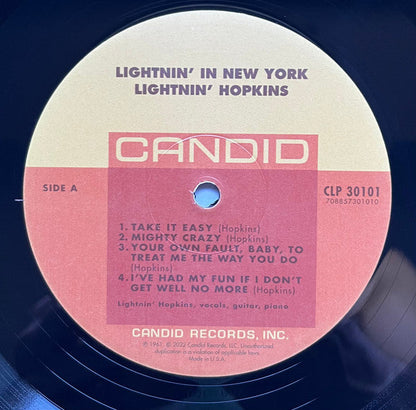 LIGHTNIN' IN NEW YORK
LIGHTNIN' HOPKINS
CANDID
SIDE A
CLP 30101
708857301010
1. TAKE IT EASY (Hopkins)
2. MIGHTY CRAZY (Hopkins)
3. YOUR OWN FAULT, BABY, TO
TREAT ME THE WAY YOU DO
(Hopkins)
4. I'VE HAD MY FUN IF I DON'T
GET WELL NO MORE (Hopkins)
Lightnin' Hopkins, vocals, guitar, piano
CANDID RECORDS, INC.
℗ 1961, © 2022 Candid Records, LLC. Unauthorized
duplication is a violation of applicable laws.
Made in U.S.A.